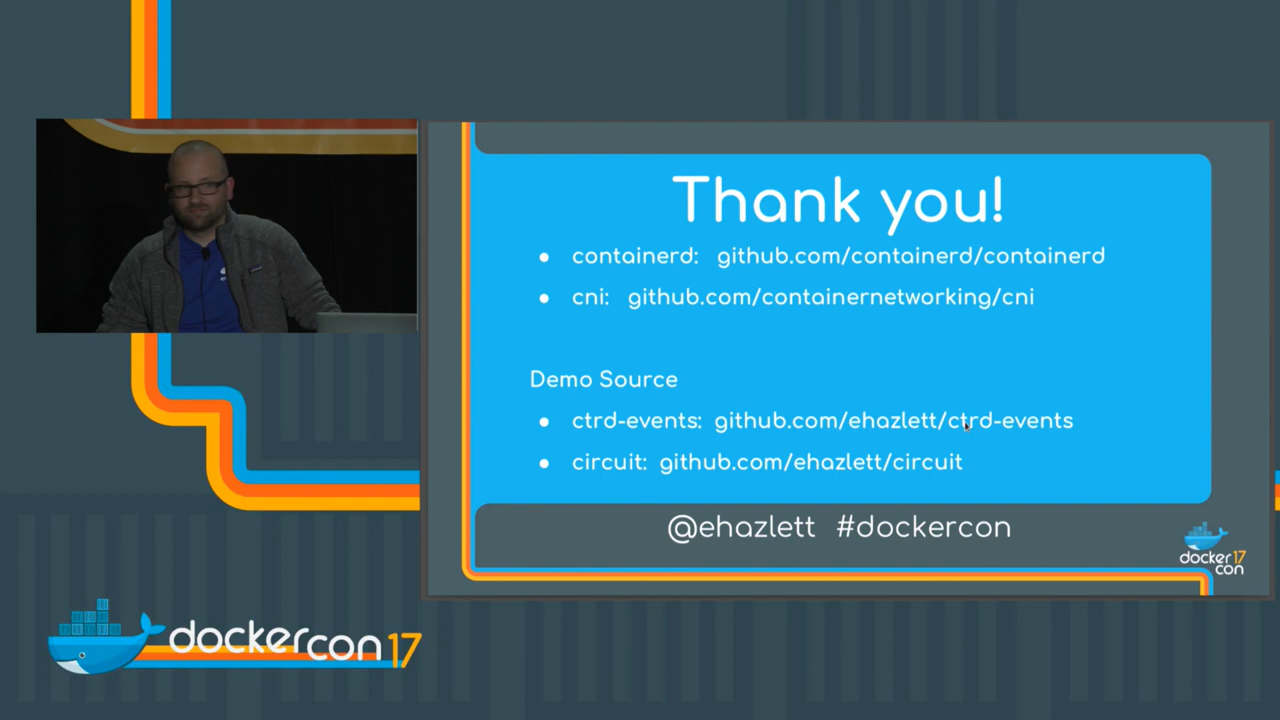 Thank you!
● containerd: github.com/containerd/containerd
● cni: github.com/containernetworking/cni
Demo Source
● ctrd-events: github.com/ehazlett/ctrd-events
● circuit: github.com/ehazlett/circuit
@ehazlett #dockercon
docker 17
con
dockercon 17